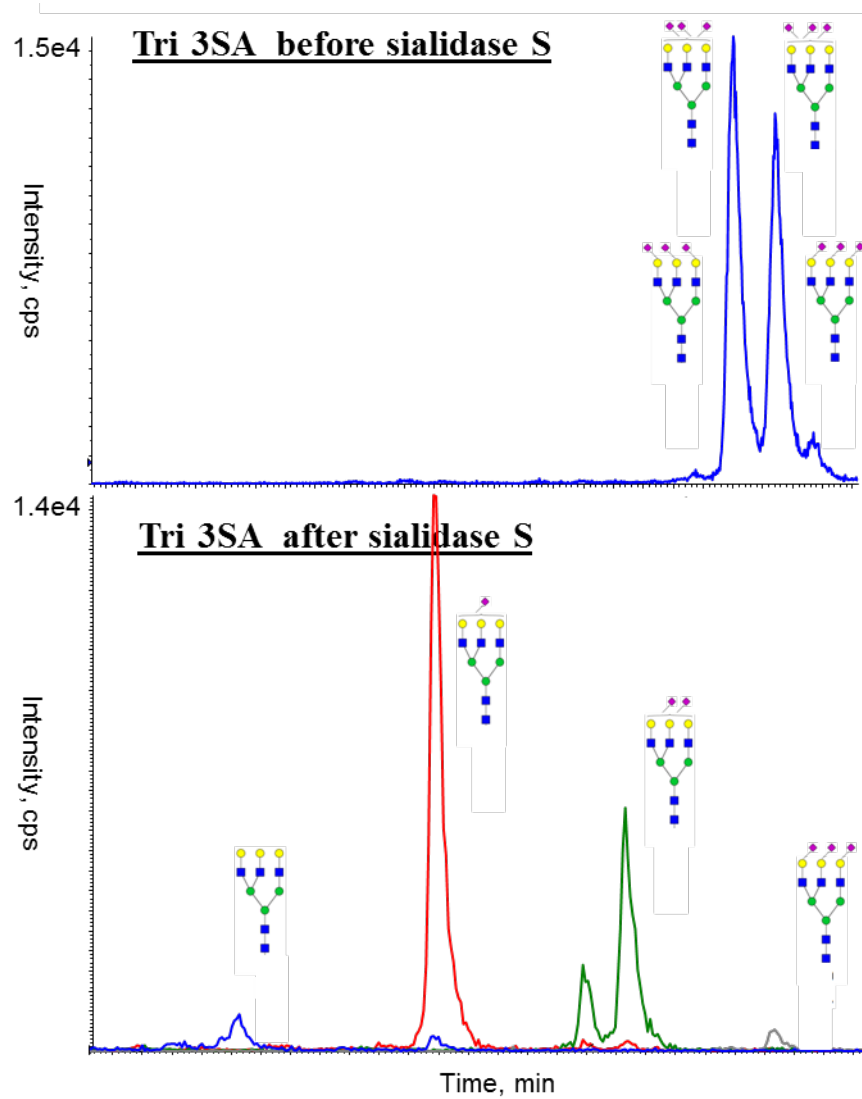 Tri 3SA before sialidase S
1.5e4
Intensity, cps
1.4e4
Tri 3SA after sialidase S
Intensity, cps
Time, min